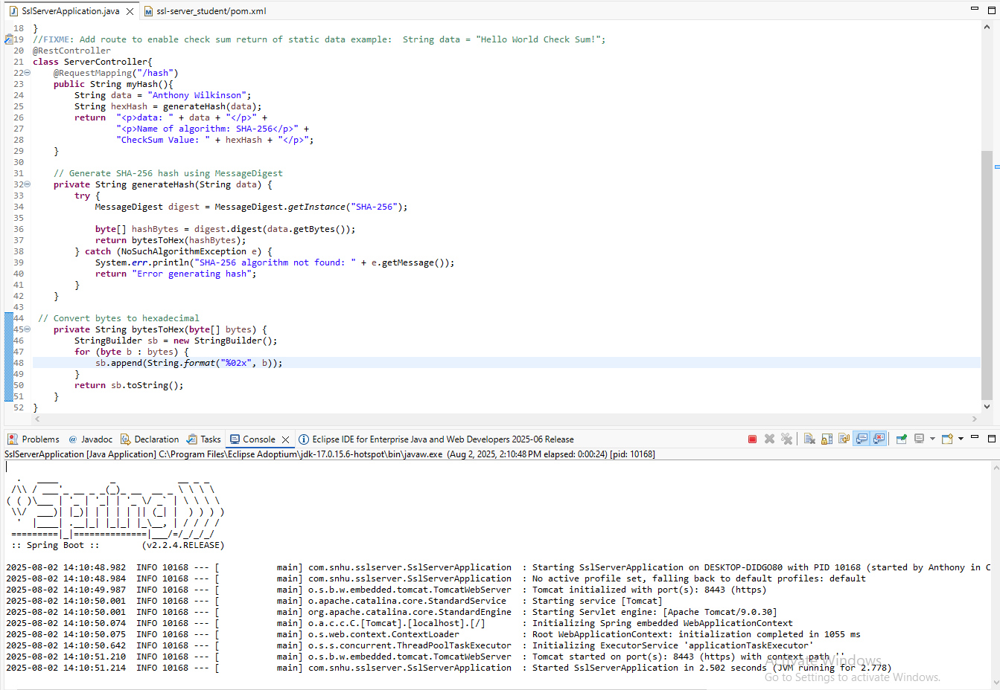 SslServerApplication.java
ssl-server_student/pom.xml
18 }
19 //FIXME: Add route to enable check sum return of static data example:  String data = "Hello World Check Sum!";
20 @RestController
21 class ServerController{
22     @RequestMapping("/hash")
23     public String myHash(){
24         String data = "Anthony Wilkinson";
25         String hexHash = generateHash(data);
26         return  "<p>data: " + data + "</p>" +
27                 "<p>Name of algorithm: SHA-256</p>" +
28                 "CheckSum Value: " + hexHash + "</p>";
29     }
30
31     // Generate SHA-256 hash using MessageDigest
32     private String generateHash(String data) {
33         try {
34             MessageDigest digest = MessageDigest.getInstance("SHA-256");
35
36             byte[] hashBytes = digest.digest(data.getBytes());
37             return bytesToHex(hashBytes);
38         } catch (NoSuchAlgorithmException e) {
39             System.err.println("SHA-256 algorithm not found: " + e.getMessage());
40             return "Error generating hash";
41         }
42     }
43
44  // Convert bytes to hexadecimal
45     private String bytesToHex(byte[] bytes) {
46         StringBuilder sb = new StringBuilder();
47         for (byte b : bytes) {
48             sb.append(String.format("%02x", b));
49         }
50         return sb.toString();
51     }
52 }
Problems @ Javadoc Declaration Tasks Console Eclipse IDE for Enterprise Java and Web Developers 2025-06 Release
SslServerApplication [Java Application] C:\Program Files\Eclipse Adoptium\jdk-17.0.15.6-hotspot\bin\javaw.exe (Aug 2, 2025, 2:10:48 PM elapsed: 0:00:24) [pid: 10168]
  .   ____          _            __ _ _
 /\\ / ___'_ __ _ _(_)_ __  __ _ \ \ \ \
( ( )\___ | '_ | '_| | '_ \/ _` | \ \ \ \
 \\/  ___)| |_)| | | | | || (_| |  ) ) ) )
  '  |____| .__|_| |_|_| |_\__, | / / / /
 =========|_|==============|___/=/_/_/_/
 :: Spring Boot ::        (v2.2.4.RELEASE)
2025-08-02 14:10:48.982  INFO 10168 --- [           main] com.snhu.sslserver.SslServerApplication  : Starting SslServerApplication on DESKTOP-DIDGO80 with PID 10168 (started by Anthony in C
2025-08-02 14:10:48.984  INFO 10168 --- [           main] com.snhu.sslserver.SslServerApplication  : No active profile set, falling back to default profiles: default
2025-08-02 14:10:49.987  INFO 10168 --- [           main] o.s.b.w.embedded.tomcat.TomcatWebServer  : Tomcat initialized with port(s): 8443 (https)
2025-08-02 14:10:50.001  INFO 10168 --- [           main] o.apache.catalina.core.StandardService   : Starting service [Tomcat]
2025-08-02 14:10:50.001  INFO 10168 --- [           main] org.apache.catalina.core.StandardEngine  : Starting Servlet engine: [Apache Tomcat/9.0.30]
2025-08-02 14:10:50.074  INFO 10168 --- [           main] o.a.c.c.C.[Tomcat].[localhost].[/]       : Initializing Spring embedded WebApplicationContext
2025-08-02 14:10:50.075  INFO 10168 --- [           main] o.s.web.context.ContextLoader            : Root WebApplicationContext: initialization completed in 1055 ms
2025-08-02 14:10:50.642  INFO 10168 --- [           main] o.s.s.concurrent.ThreadPoolTaskExecutor  : Initializing ExecutorService 'applicationTaskExecutor'
2025-08-02 14:10:51.210  INFO 10168 --- [           main] o.s.b.w.embedded.tomcat.TomcatWebServer  : Tomcat started on port(s): 8443 (https) with context path ''
2025-08-02 14:10:51.214  INFO 10168 --- [           main] com.snhu.sslserver.SslServerApplication  : Started SslServerApplication in 2.502 seconds (JVM running for 2.778)
Activate Windows
Go to Settings to activate Windows.